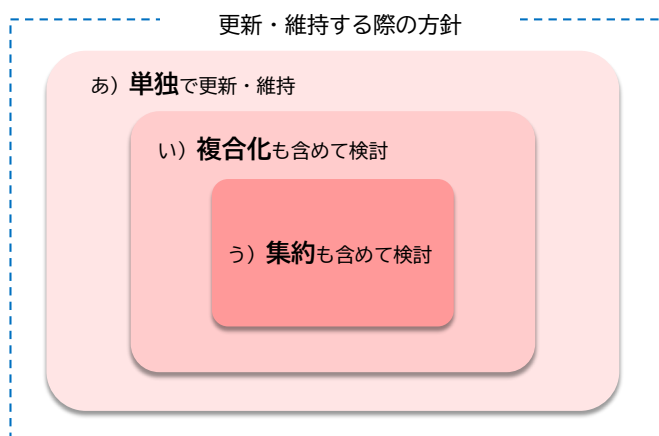 更新・維持する際の方針
あ）単独で更新・維持
い）複合化も含めて検討
う）集約も含めて検討